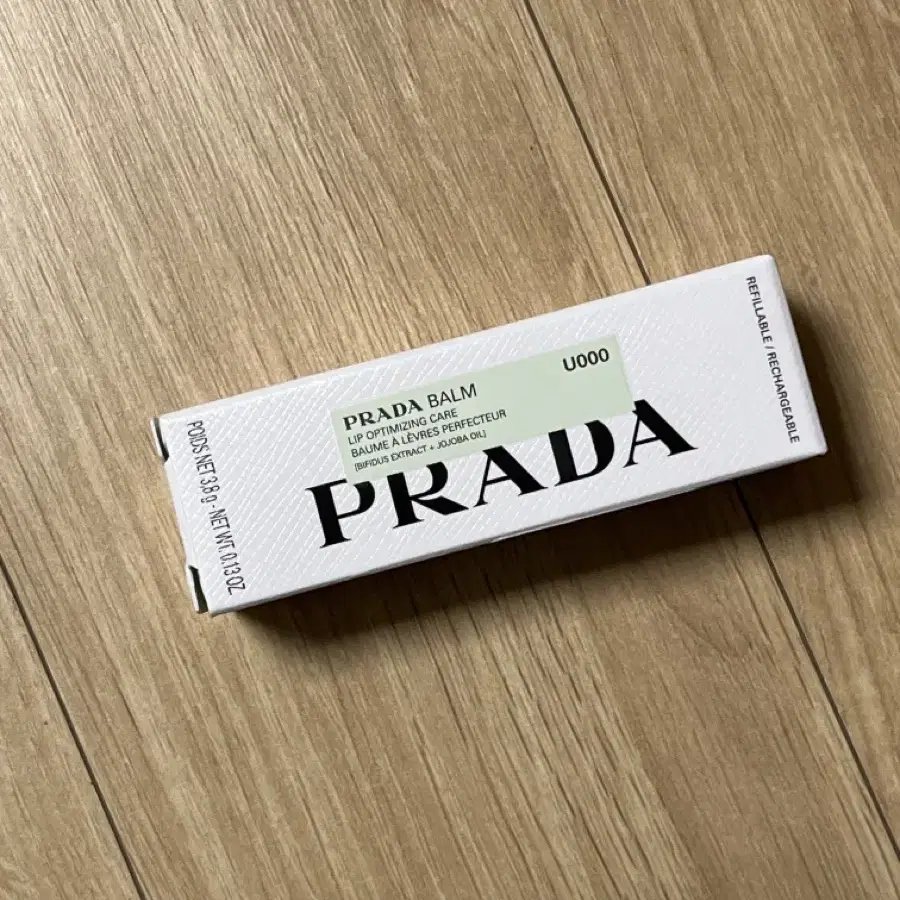 PRADA BALM
U000
LIP OPTIMIZING CARE
BAUME À LÈVRES PERFECTEUR
[BIFIDUS EXTRACT + JOJOBA OIL]
PRADA
POIDS NET 3,8 g - NET WT. 0.13 OZ
REFILLABLE / RECHARGEABLE